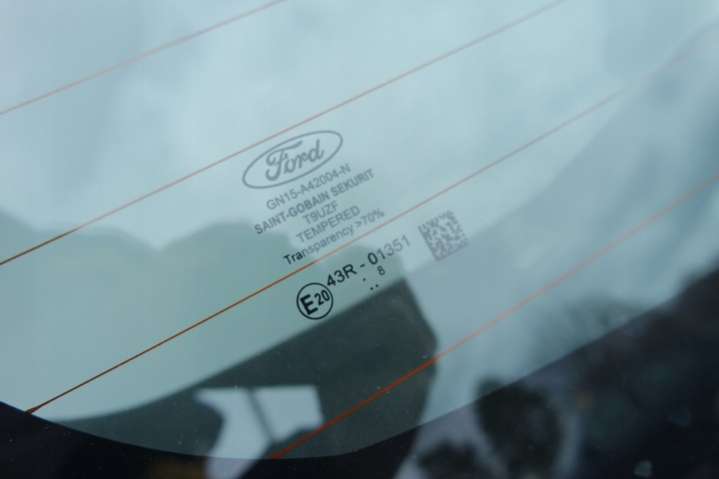 Ford
GN15-A42004-N
SAINT-GOBAIN SEKURIT
T9UZF
TEMPERED
Transparency >70%
E20 43R - 01351
.. 8
..